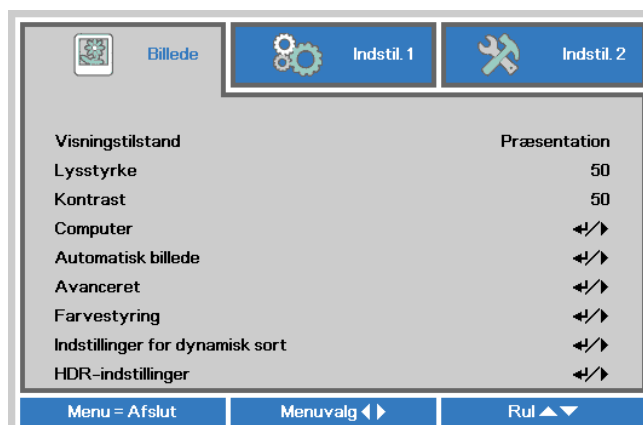 Billede Indstil. 1 Indstil. 2
Visningstilstand Præsentation
Lysstyrke 50
Kontrast 50
Computer
Automatisk billede
Avanceret
Farvestyring
Indstillinger for dynamisk sort
HDR-indstillinger
Menu = Afslut Menuvalg Rul